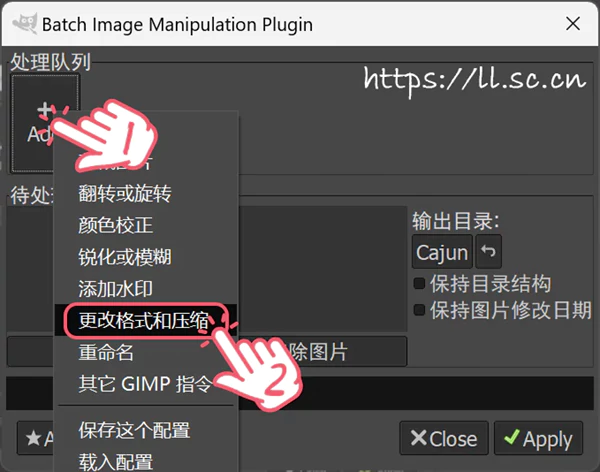 Batch Image Manipulation Plugin
处理队列
https://ll.sc.cn
+
1
翻转或旋转
颜色校正
锐化或模糊
添加水印
更改格式和压缩
重命名
其它 GIMP 指令
保存这个配置
载入配置
2
输出目录:
Cajun
保持目录结构
保持图片修改日期
除图片
Close
Apply